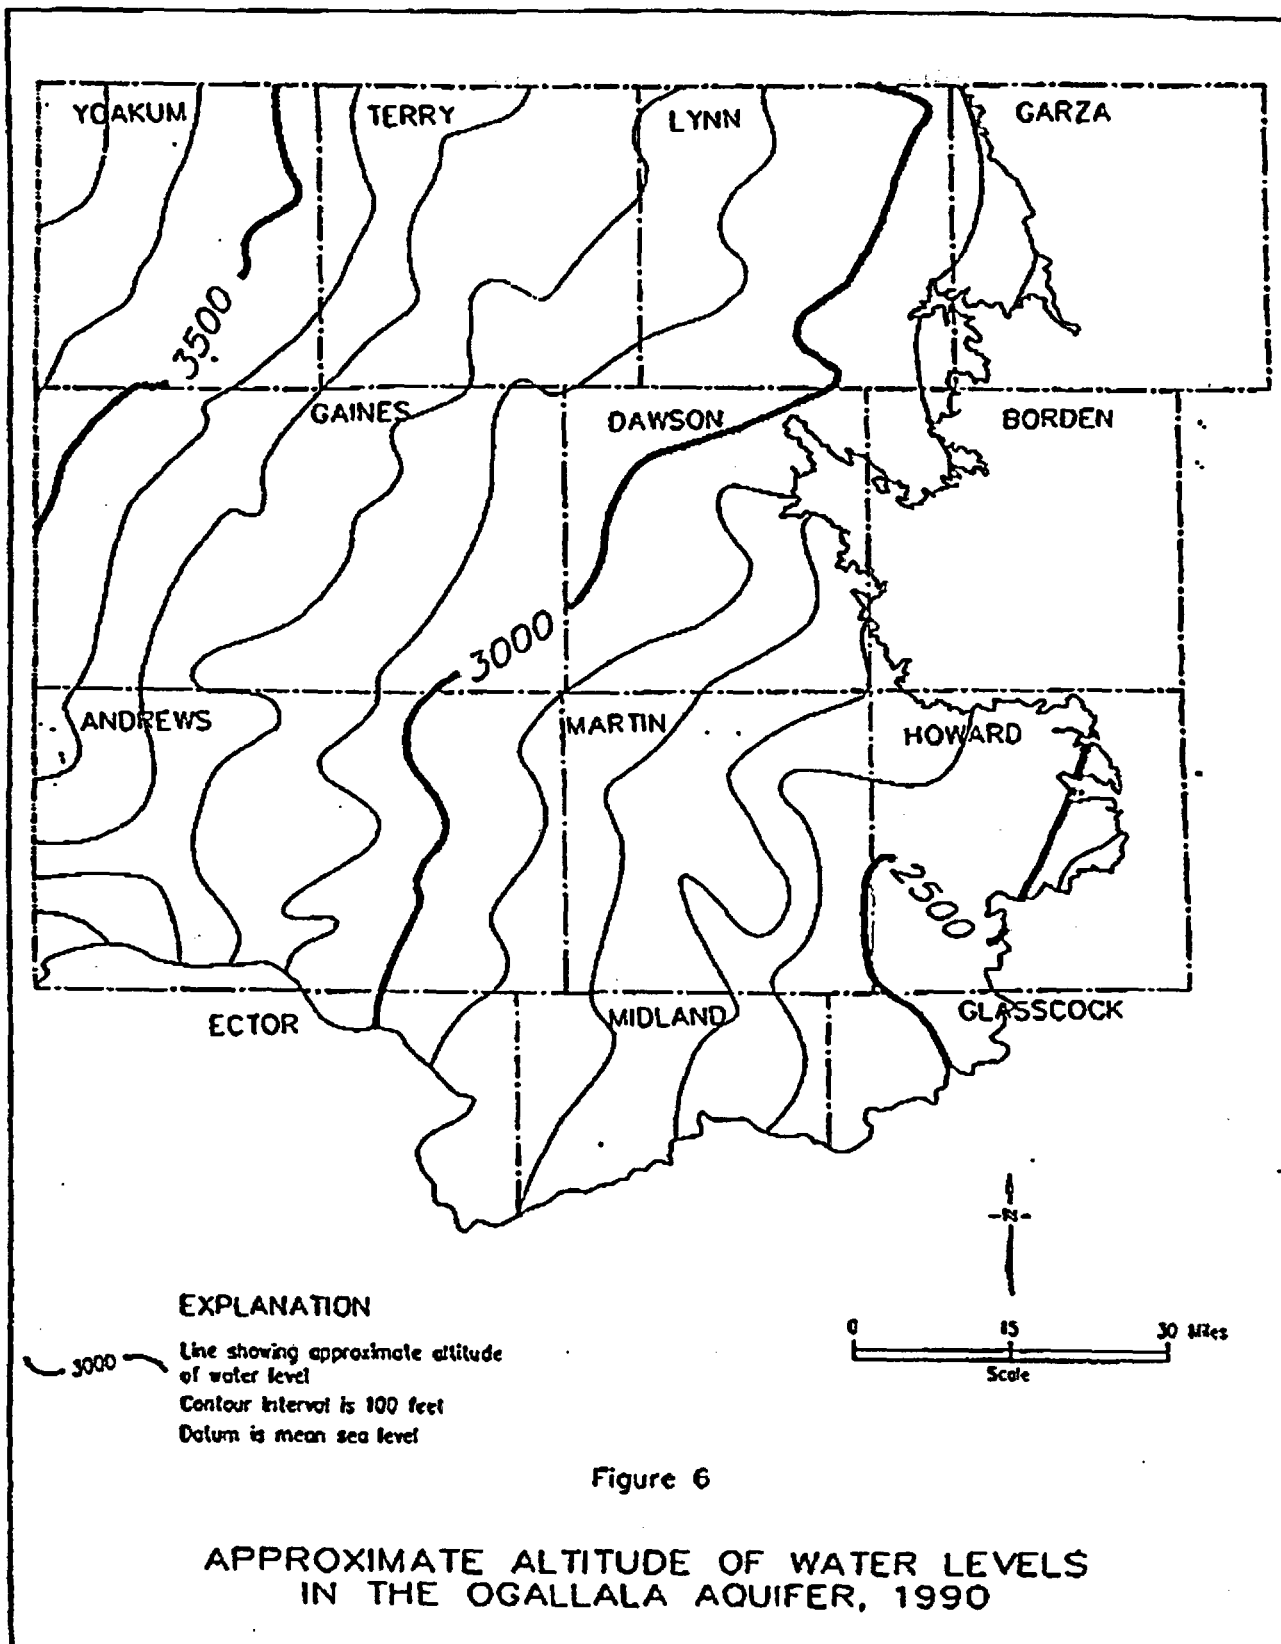 YOAKUM
TERRY
LYNN
GARZA
3500
GAINES
DAWSON
BORDEN
3000
ANDREWS
MARTIN
HOWARD
2500
ECTOR
MIDLAND
GLASSCOCK
N
EXPLANATION
3000
Line showing approximate altitude
of water level
Contour interval is 100 feet
Datum is mean sea level
0 15 30 Miles
Scale
Figure 6
APPROXIMATE ALTITUDE OF WATER LEVELS
IN THE OGALLALA AQUIFER, 1990